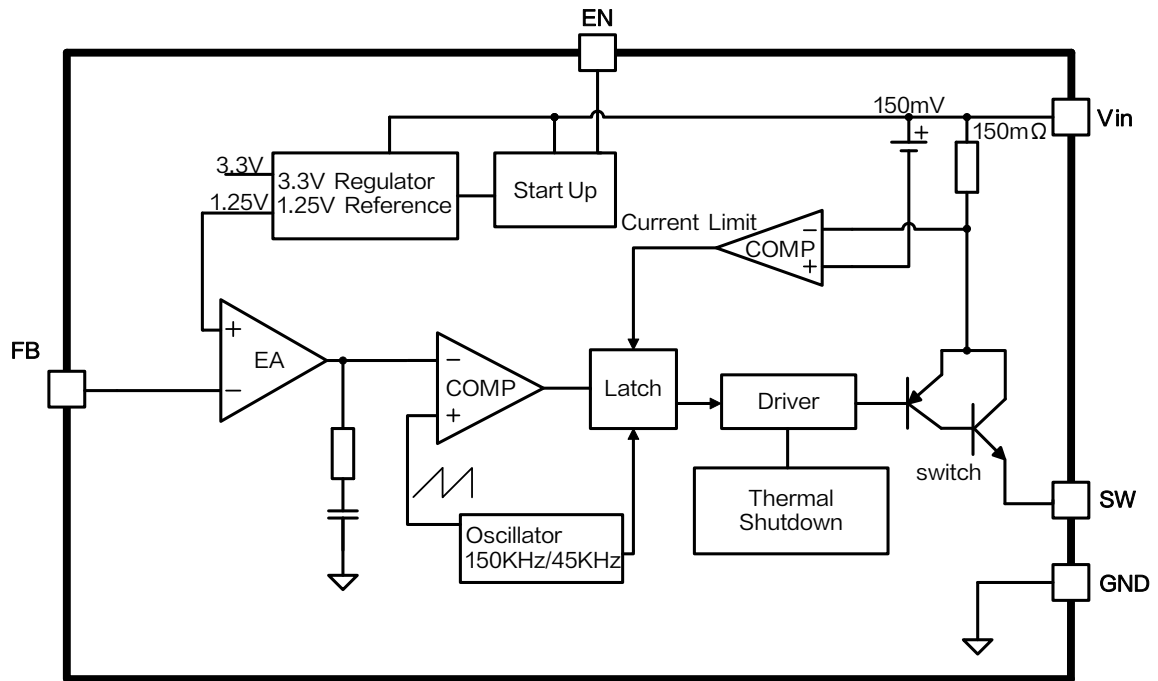 EN
150mV
+
Vin
150mΩ
3.3V
3.3V Regulator
1.25V
1.25V Reference
Start Up
Current Limit
−
COMP
+
FB
+
EA
−
−
COMP
+
Latch
Driver
switch
Thermal
Shutdown
SW
Oscillator
150KHz/45KHz
GND